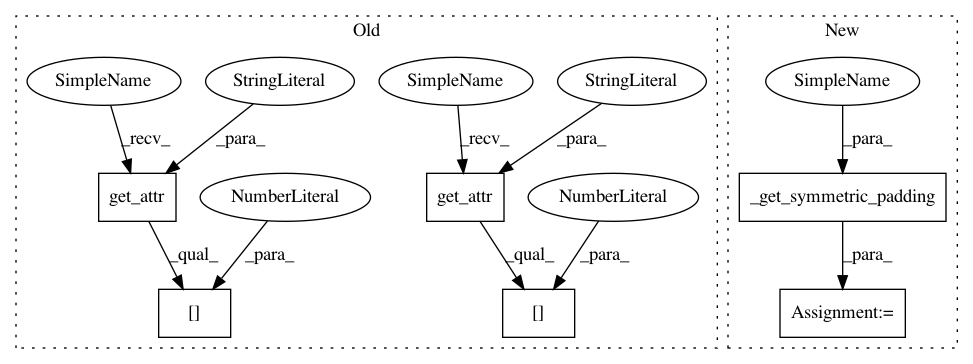 Old
New
SimpleName
StringLiteral
SimpleName
StringLiteral
SimpleName
_recv_
_para_
_recv_
_para_
_para_
get_attr
NumberLiteral
get_attr
NumberLiteral
_get_symmetric_padding
_qual_
_para_
_qual_
_para_
_para_
[]
[]
Assignment:=